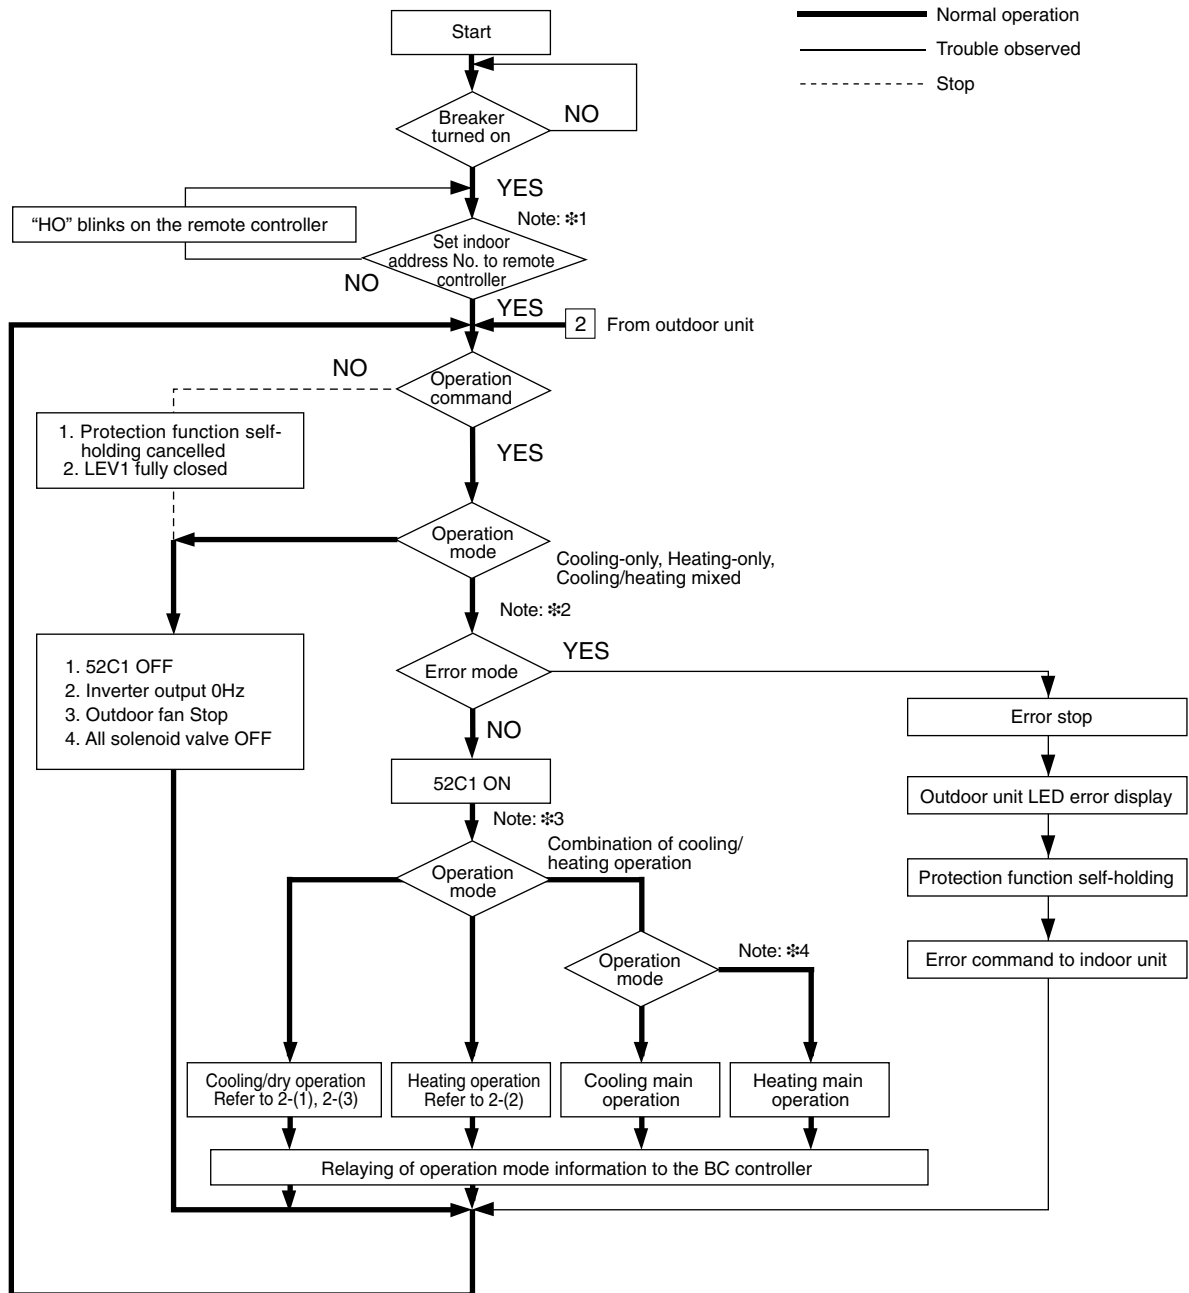 Normal operation
Trouble observed
Stop
Start
Breaker
turned on
NO
YES
"HO" blinks on the remote controller
Note: ✻1
Set indoor
address No. to remote
controller
NO
YES
2 From outdoor unit
NO
Operation
command
1. Protection function self-
holding cancelled
2. LEV1 fully closed
YES
Operation
mode
Cooling-only, Heating-only,
Cooling/heating mixed
Note: ✻2
1. 52C1 OFF
2. Inverter output 0Hz
3. Outdoor fan Stop
4. All solenoid valve OFF
Error mode
YES
NO
Error stop
52C1 ON
Outdoor unit LED error display
Note: ✻3
Combination of cooling/
heating operation
Operation
mode
Protection function self-holding
Operation
mode
Note: ✻4
Error command to indoor unit
Cooling/dry operation
Refer to 2-(1), 2-(3)
Heating operation
Refer to 2-(2)
Cooling main
operation
Heating main
operation
Relaying of operation mode information to the BC controller